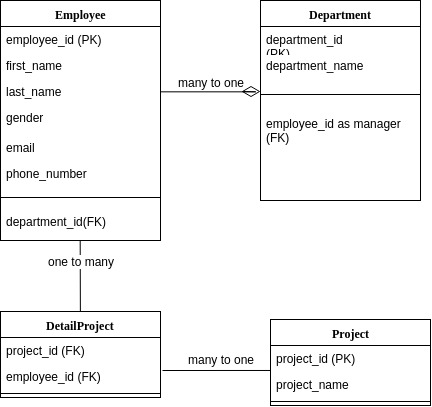 Employee
employee_id (PK)
first_name
last_name
gender
email
phone_number
department_id(FK)
many to one
Department
department_id
(PK)
department_name
employee_id as manager
(FK)
one to many
DetailProject
project_id (FK)
employee_id (FK)
many to one
Project
project_id (PK)
project_name